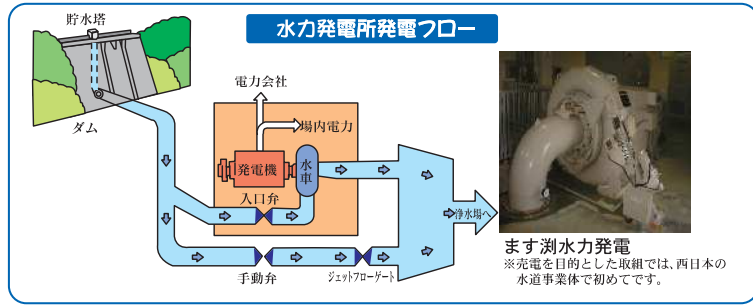 水力発電所発電フロー
貯水塔
ダム
電力会社
場内電力
発電機
水車
入口弁
手動弁
ジェットフローゲート
浄水場へ
ます渕水力発電
※売電を目的とした取組では、西日本の
水道事業体で初めてです。